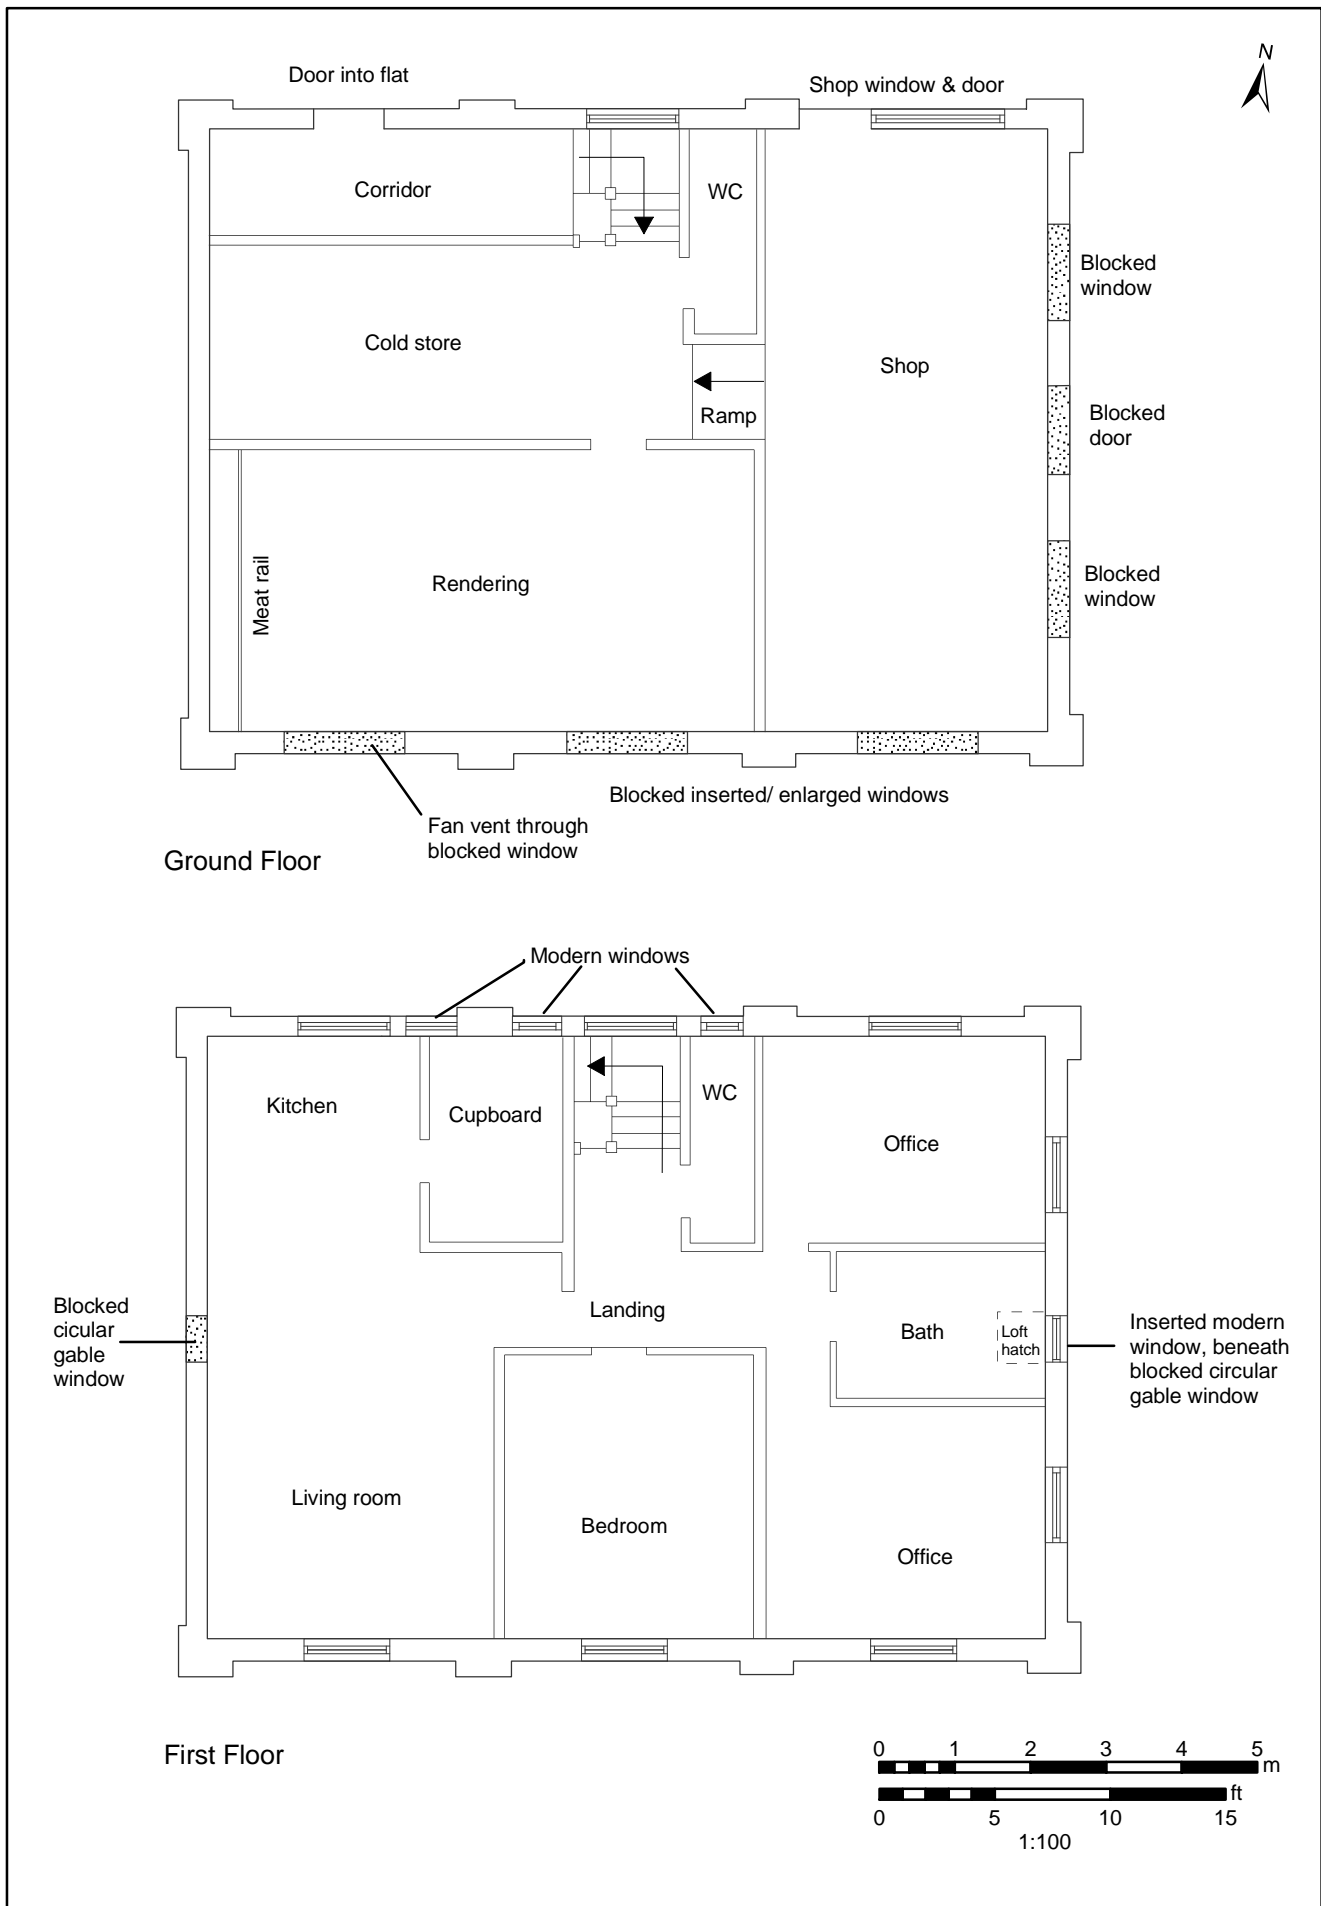 N
Door into flat
Shop window & door
Corridor
WC
Blocked
window
Cold store
Shop
Ramp
Blocked
door
Meat rail
Rendering
Blocked
window
Blocked inserted/ enlarged windows
Fan vent through
blocked window
Ground Floor
Modern windows
Kitchen
Cupboard
WC
Office
Blocked
cicular
gable
window
Landing
Bath
Loft
hatch
Inserted modern
window, beneath
blocked circular
gable window
Living room
Bedroom
Office
First Floor
0 1 2 3 4 5
m
ft
0 5 10 15
1:100